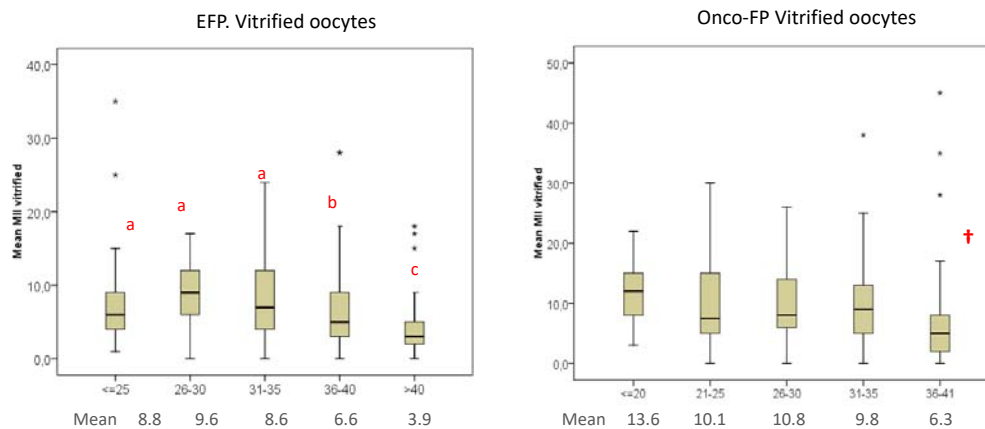 EFP. Vitrified oocytes
Mean MII vitrified
40,0
30,0
20,0
10,0
0,0
*
*
*
*
*
*
a
a
a
b
c
<=25 26-30 31-35 36-40 >40
Mean 8.8 9.6 8.6 6.6 3.9
Onco-FP Vitrified oocytes
Mean MII vitrified
50,0
40,0
30,0
20,0
10,0
0,0
*
*
*
*
†
<=20 21-25 26-30 31-35 36-41
Mean 13.6 10.1 10.8 9.8 6.3